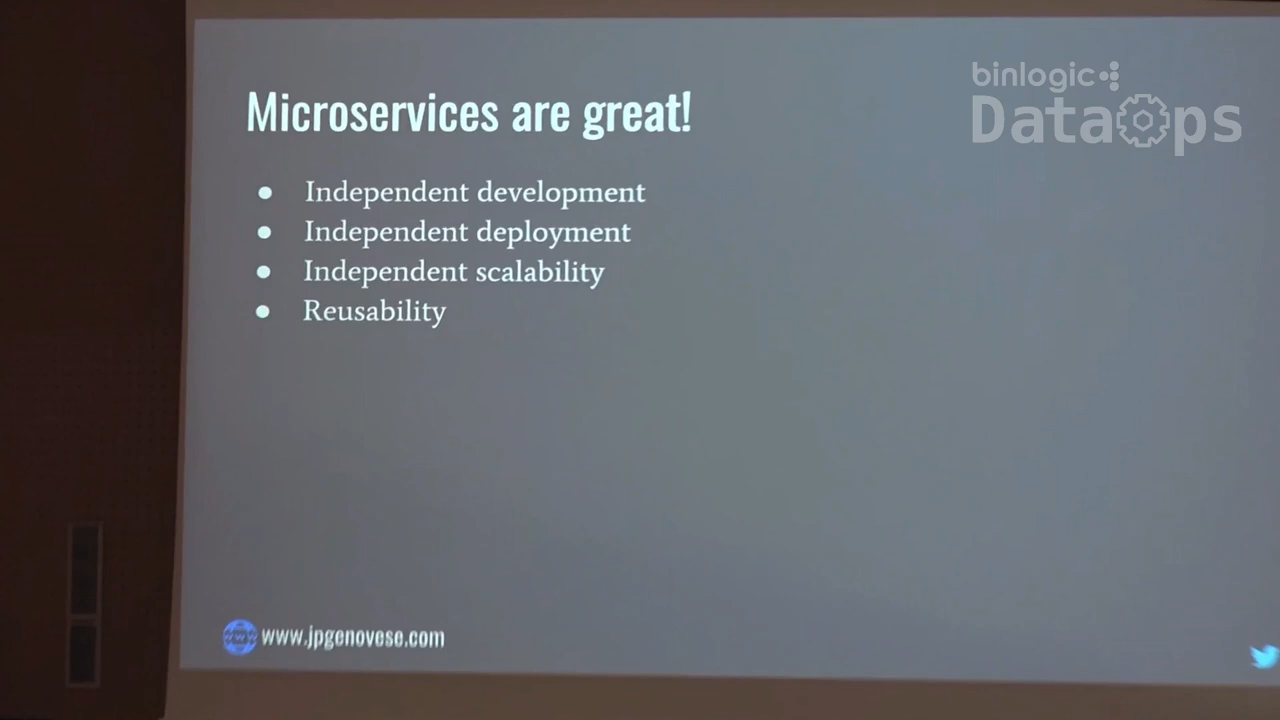 binlogic
DataOps
Microservices are great!
● Independent development
● Independent deployment
● Independent scalability
● Reusability
www.jpgenovese.com